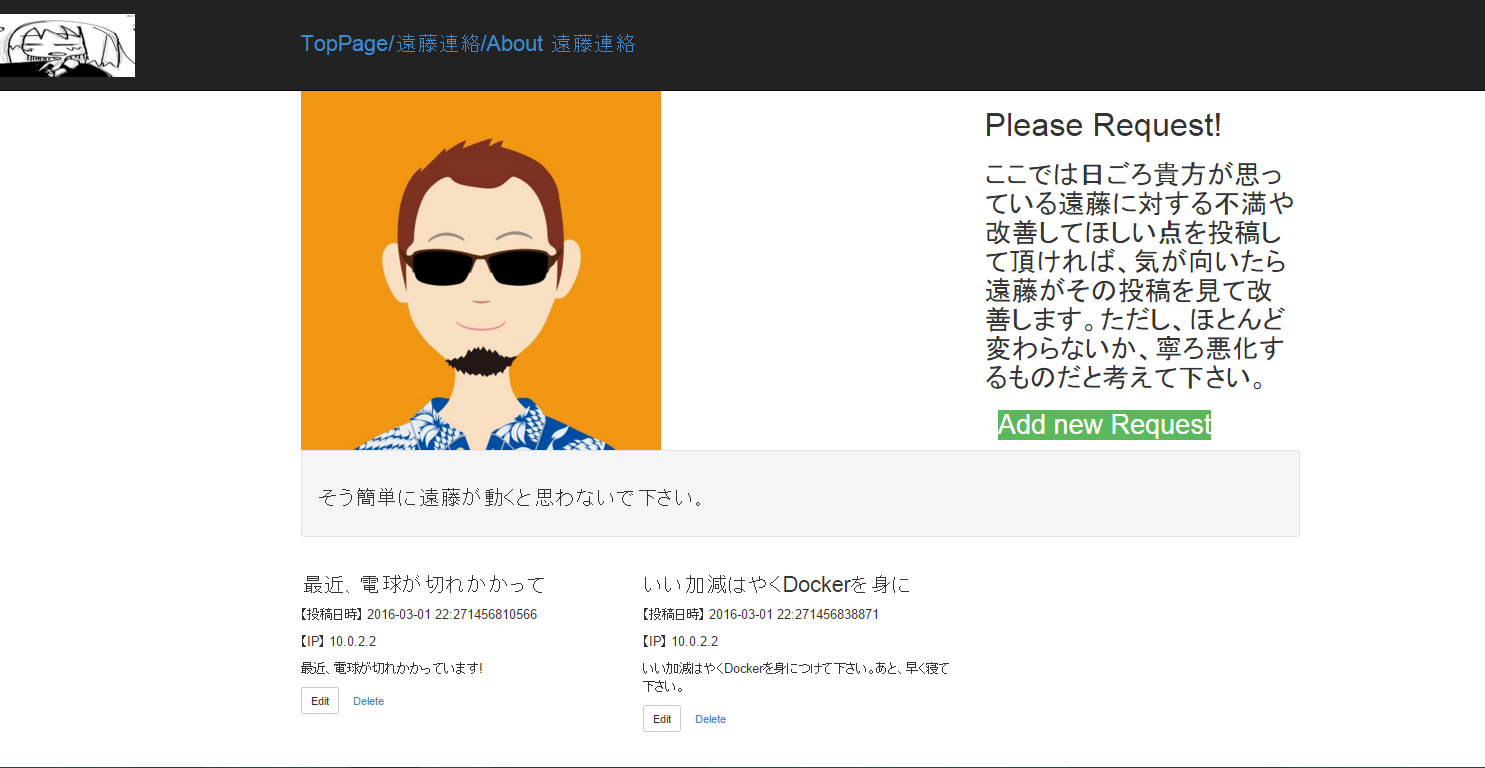 TopPage/遠藤連絡/About 遠藤連絡
Please Request!
ここでは日ごろ貴方が思っ
ている遠藤に対する不満や
改善してほしい点を投稿し
て頂ければ、気が向いたら
遠藤がその投稿を見て改
善します。ただし、ほとんど
変わらないか、寧ろ悪化す
るものだと考えて下さい。
Add new Request
そう簡単に遠藤が動くと思わないで下さい。
最近、電球が切れかかって
【投稿日時】 2016-03-01 22:271456810566
【IP】 10.0.2.2
最近、電球が切れかかっています!
Edit Delete
いい加減はやくDockerを身に
【投稿日時】 2016-03-01 22:271456838871
【IP】 10.0.2.2
いい加減はやくDockerを身につけて下さい。あと、早く寝て
下さい。
Edit Delete